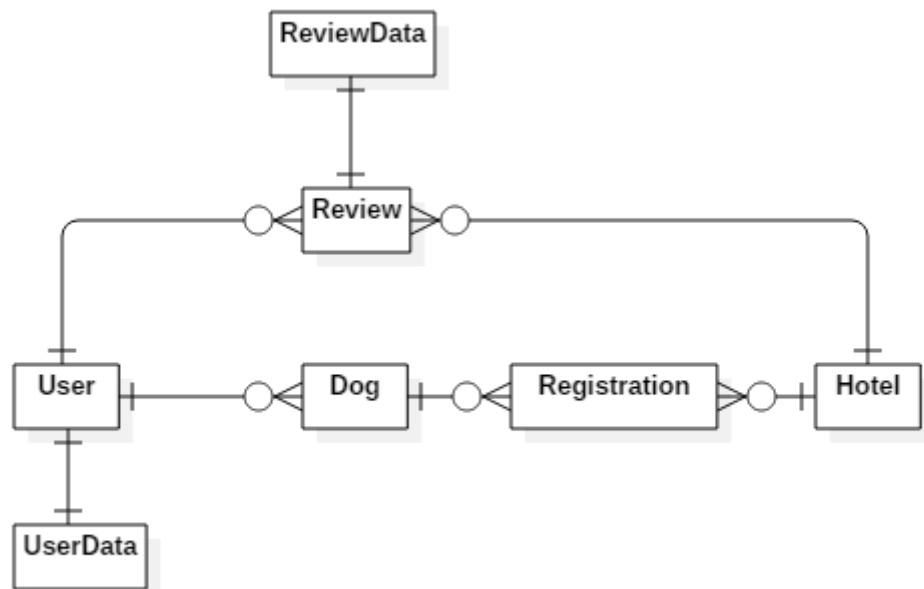 ReviewData
Review
User
Dog
Registration
Hotel
UserData